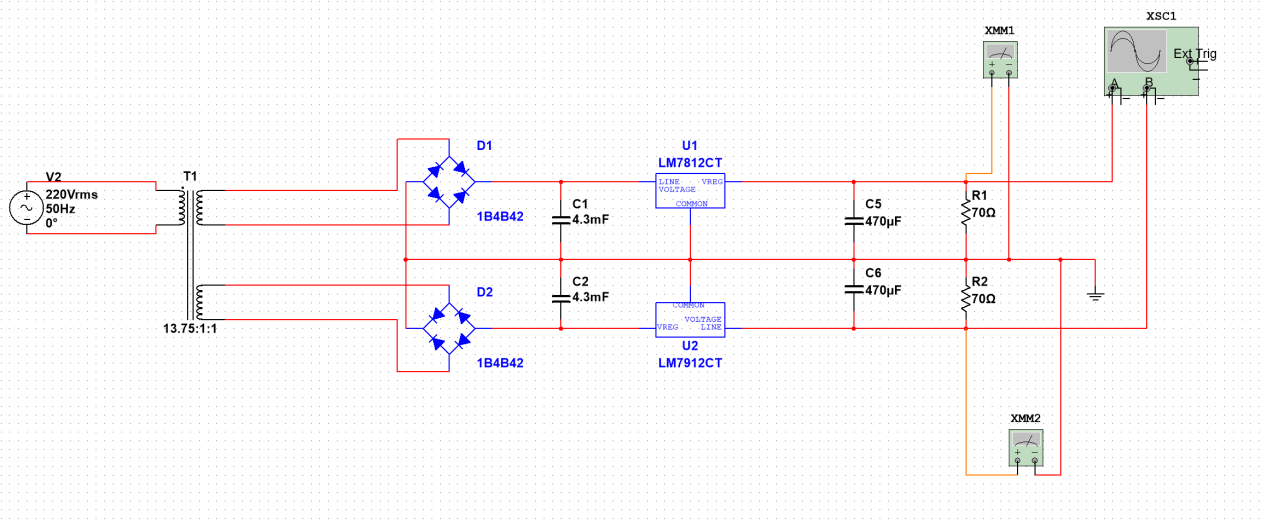 XSC1
XMM1
Ext Trig
+ −
A B
+ − + −
V2
220Vrms
50Hz
0°
T1
13.75:1:1
D1
1B4B42
D2
1B4B42
C1
4.3mF
C2
4.3mF
U1
LM7812CT
LINE VREG
VOLTAGE
COMMON
COMMON
VOLTAGE
VREG LINE
U2
LM7912CT
C5
470µF
C6
470µF
R1
70Ω
R2
70Ω
XMM2
+ −